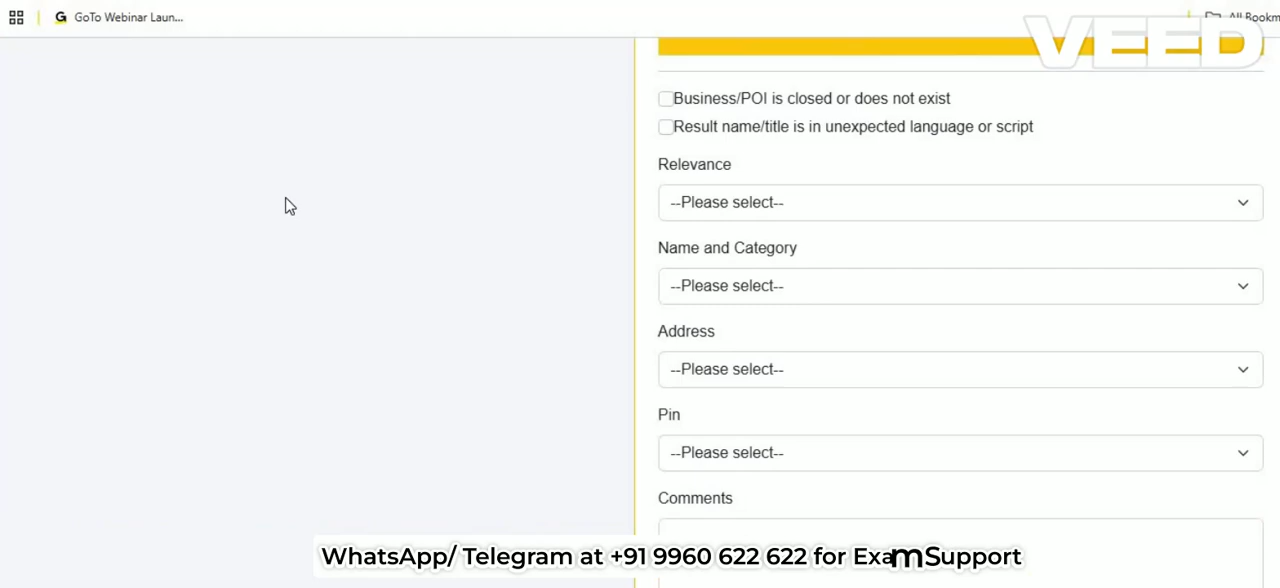 GoTo Webinar Laun...
All Bookm
VEED
Business/POI is closed or does not exist
Result name/title is in unexpected language or script
Relevance
--Please select--
Name and Category
--Please select--
Address
--Please select--
Pin
--Please select--
Comments
WhatsApp/ Telegram at +91 9960 622 622 for Exam Support